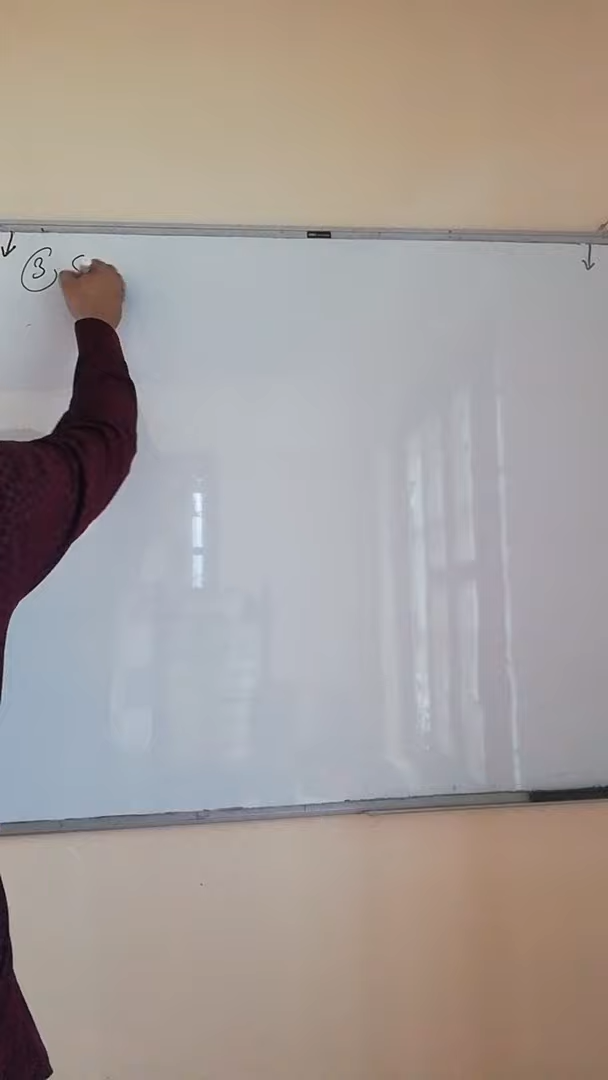 ↓ ③ ↓